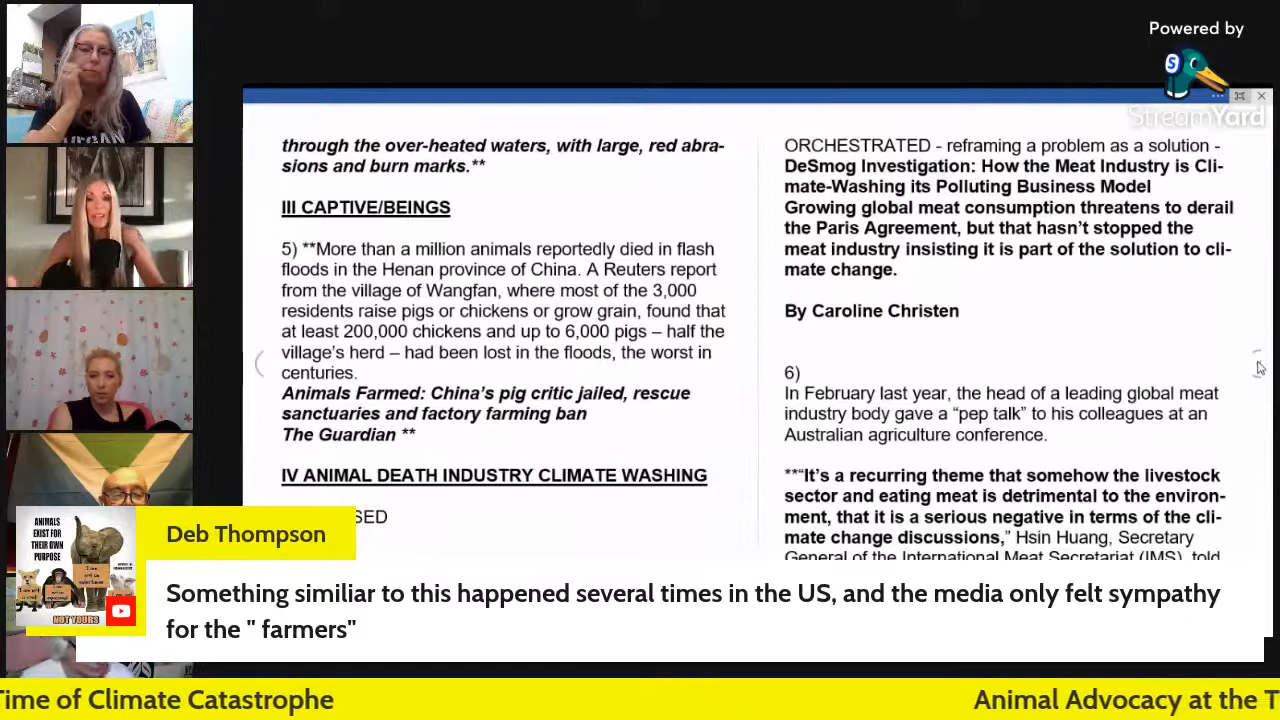 Powered by
S
StreamYard
through the over-heated waters, with large, red abra-
sions and burn marks.**
III CAPTIVE/BEINGS
5) **More than a million animals reportedly died in flash
floods in the Henan province of China. A Reuters report
from the village of Wangfan, where most of the 3,000
residents raise pigs or chickens or grow grain, found that
at least 200,000 chickens and up to 6,000 pigs – half the
village's herd – had been lost in the floods, the worst in
centuries.
Animals Farmed: China's pig critic jailed, rescue
sanctuaries and factory farming ban
The Guardian **
IV ANIMAL DEATH INDUSTRY CLIMATE WASHING
SED
ORCHESTRATED - reframing a problem as a solution -
DeSmog Investigation: How the Meat Industry is Cli-
mate-Washing its Polluting Business Model
Growing global meat consumption threatens to derail
the Paris Agreement, but that hasn't stopped the
meat industry insisting it is part of the solution to cli-
mate change.
By Caroline Christen
6)
In February last year, the head of a leading global meat
industry body gave a “pep talk” to his colleagues at an
Australian agriculture conference.
**“It's a recurring theme that somehow the livestock
sector and eating meat is detrimental to the environ-
ment, that it is a serious negative in terms of the cli-
mate change discussions,” Hsin Huang, Secretary
General of the International Meat Secretariat (IMS), told
ANIMALS
EXIST FOR
THEIR OWN
PURPOSE
NOT YOURS
Deb Thompson
Something similiar to this happened several times in the US, and the media only felt sympathy
for the " farmers"
Time of Climate Catastrophe
Animal Advocacy at the T